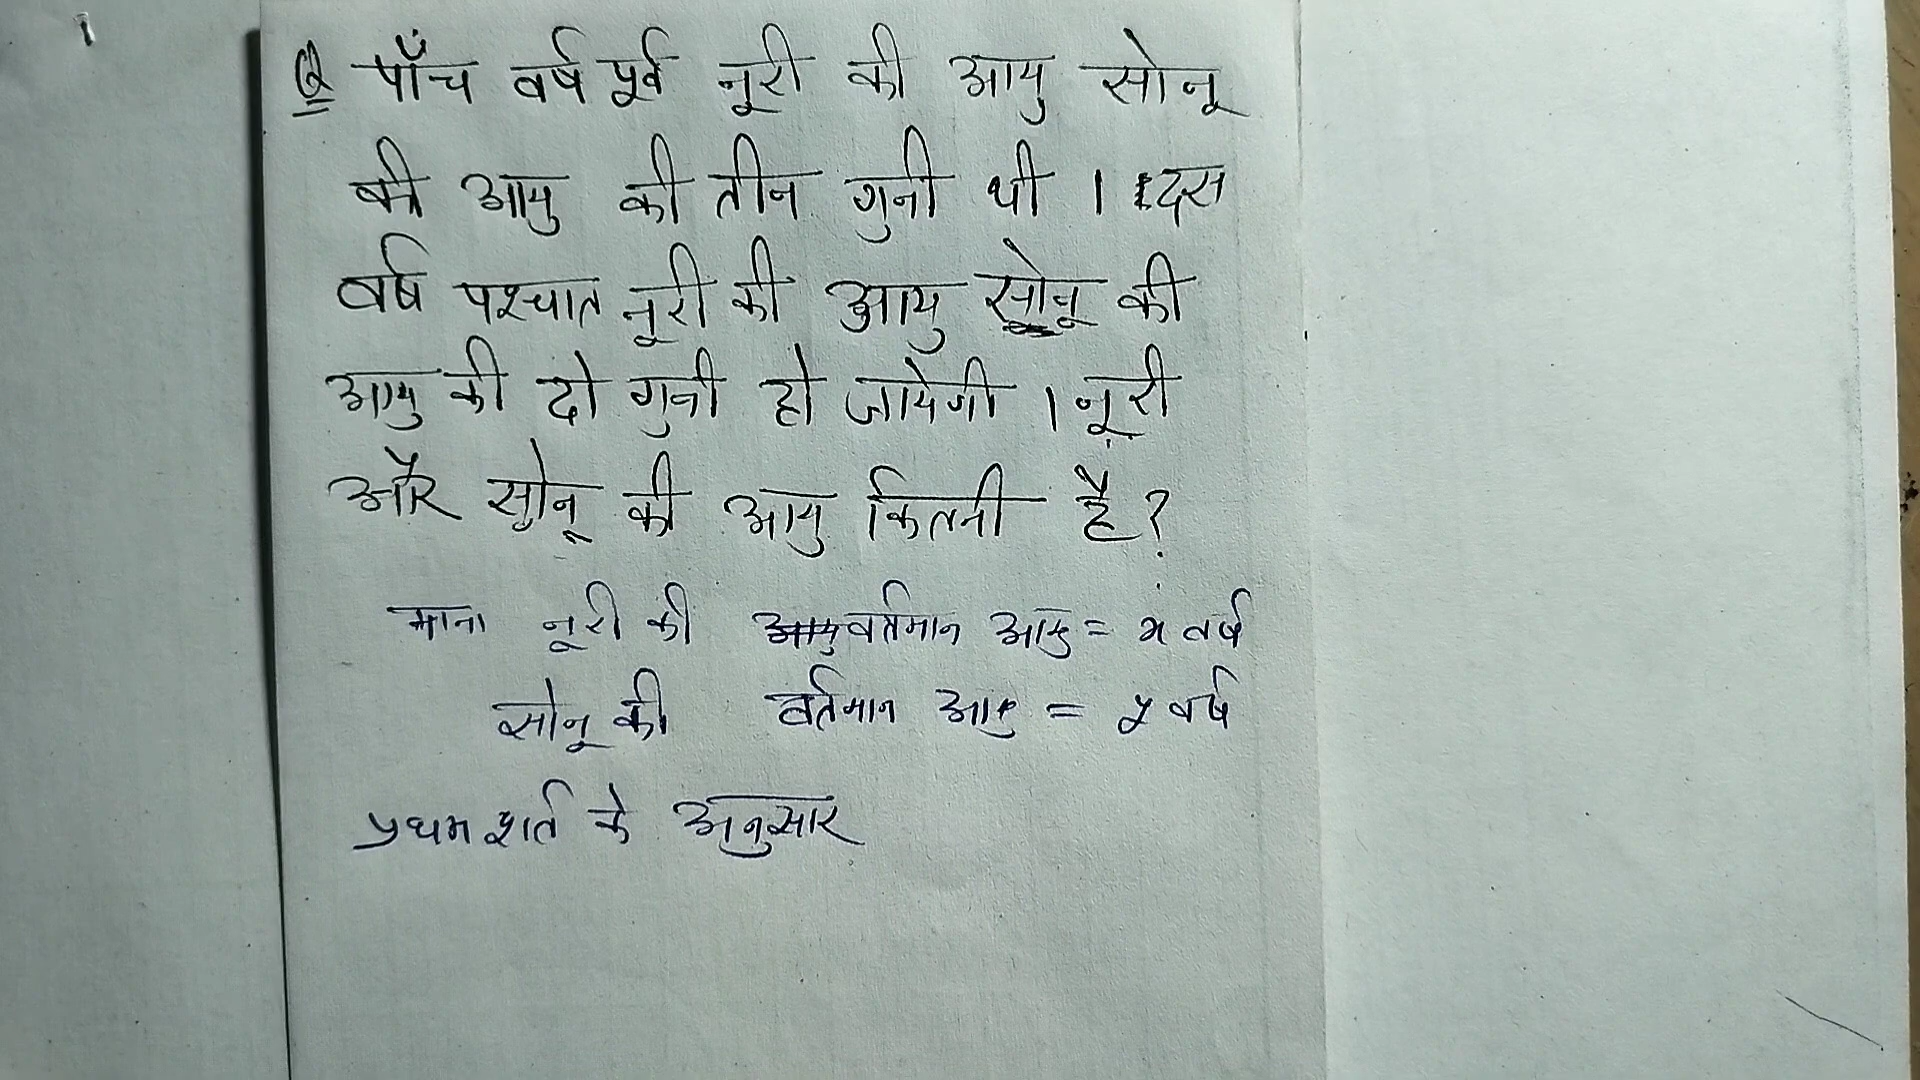 Q पाँच वर्ष पूर्व नूरी की आयु सोनू
की आयु की तीन गुनी थी । दस
वर्ष पश्चात नूरी की आयु सोनू की
आयु की दो गुनी हो जायेगी । नूरी
और सोनू की आयु कितनी है ?
माना नूरी की वर्तमान आयु = x वर्ष
सोनू की वर्तमान आयु = y वर्ष
प्रथम शर्त के अनुसार